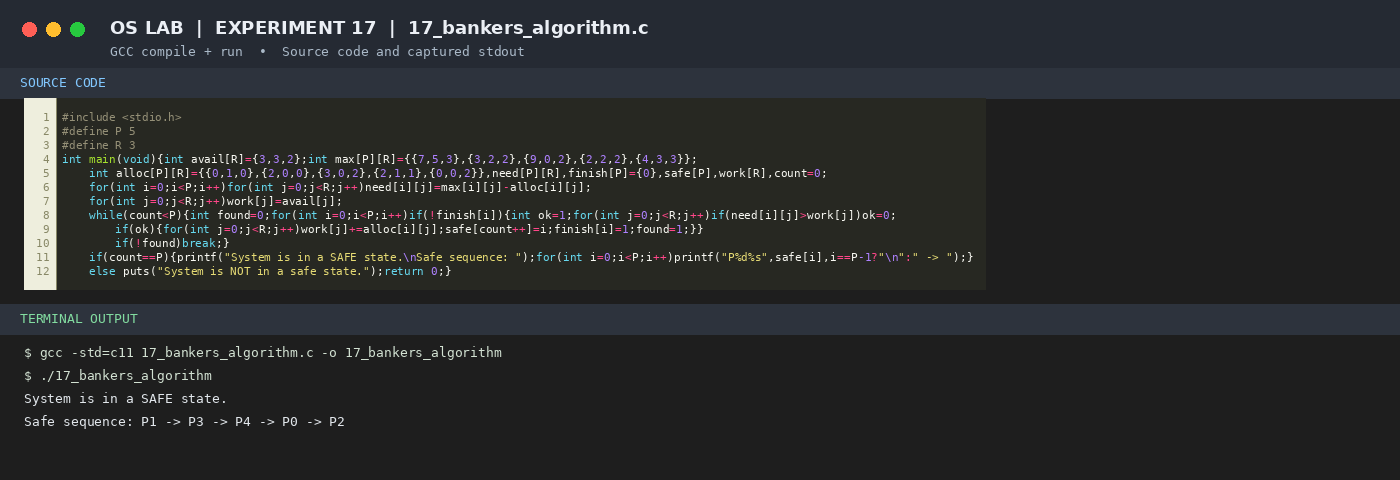 OS LAB | EXPERIMENT 17 | 17_bankers_algorithm.c
GCC compile + run • Source code and captured stdout
SOURCE CODE
1 #include <stdio.h>
2 #define P 5
3 #define R 3
4 int main(void){int avail[R]={3,3,2};int max[P][R]={{7,5,3},{3,2,2},{9,0,2},{2,2,2},{4,3,3}};
5     int alloc[P][R]={{0,1,0},{2,0,0},{3,0,2},{2,1,1},{0,0,2}},need[P][R],finish[P]={0},safe[P],work[R],count=0;
6     for(int i=0;i<P;i++)for(int j=0;j<R;j++)need[i][j]=max[i][j]-alloc[i][j];
7     for(int j=0;j<R;j++)work[j]=avail[j];
8     while(count<P){int found=0;for(int i=0;i<P;i++)if(!finish[i]){int ok=1;for(int j=0;j<R;j++)if(need[i][j]>work[j])ok=0;
9         if(ok){for(int j=0;j<R;j++)work[j]+=alloc[i][j];safe[count++]=i;finish[i]=1;found=1;}}
10         if(!found)break;}
11     if(count==P){printf("System is in a SAFE state.\nSafe sequence: ");for(int i=0;i<P;i++)printf("P%d%s",safe[i],i==P-1?"\n":" -> ");}
12     else puts("System is NOT in a safe state.");return 0;}
TERMINAL OUTPUT
$ gcc -std=c11 17_bankers_algorithm.c -o 17_bankers_algorithm
$ ./17_bankers_algorithm
System is in a SAFE state.
Safe sequence: P1 -> P3 -> P4 -> P0 -> P2